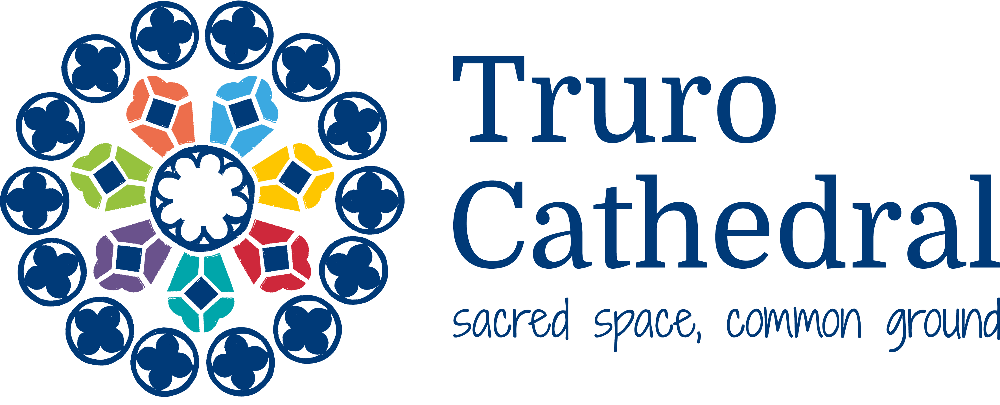 Truro
Cathedral
sacred space, common ground